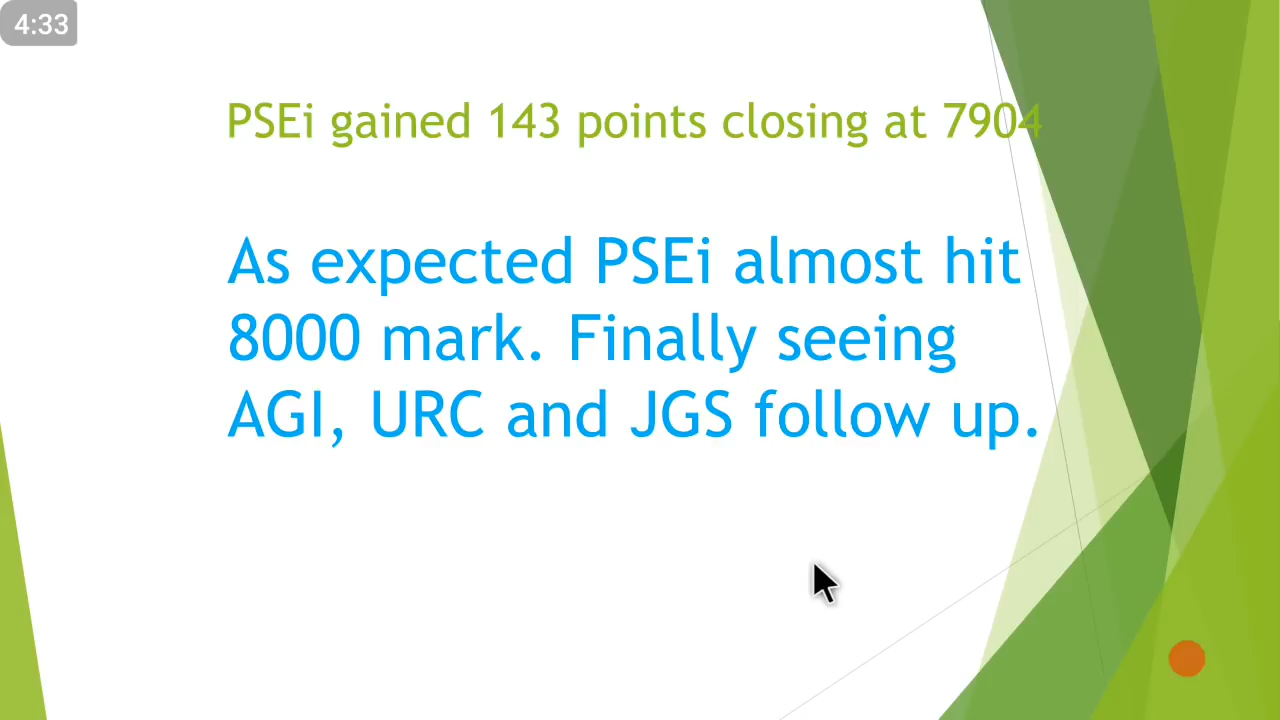 4:33
PSEi gained 143 points closing at 7904
As expected PSEi almost hit
8000 mark. Finally seeing
AGI, URC and JGS follow up.